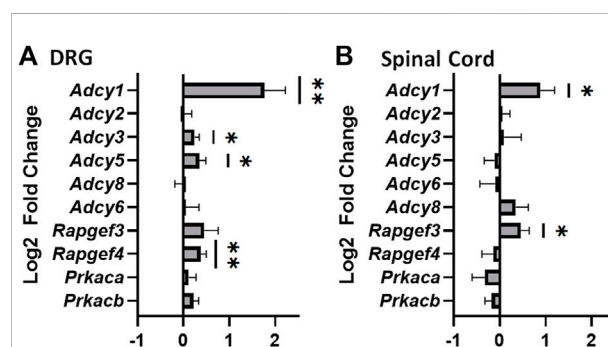 A DRG
Log2 Fold Change
Adcy1
Adcy2
Adcy3
Adcy5
Adcy8
Adcy6
Rapgef3
Rapgef4
Prkaca
Prkacb
**
*
*
**
-1 0 1 2
B Spinal Cord
Log2 Fold Change
Adcy1
Adcy2
Adcy3
Adcy5
Adcy6
Adcy8
Rapgef3
Rapgef4
Prkaca
Prkacb
*
*
-1 0 1 2